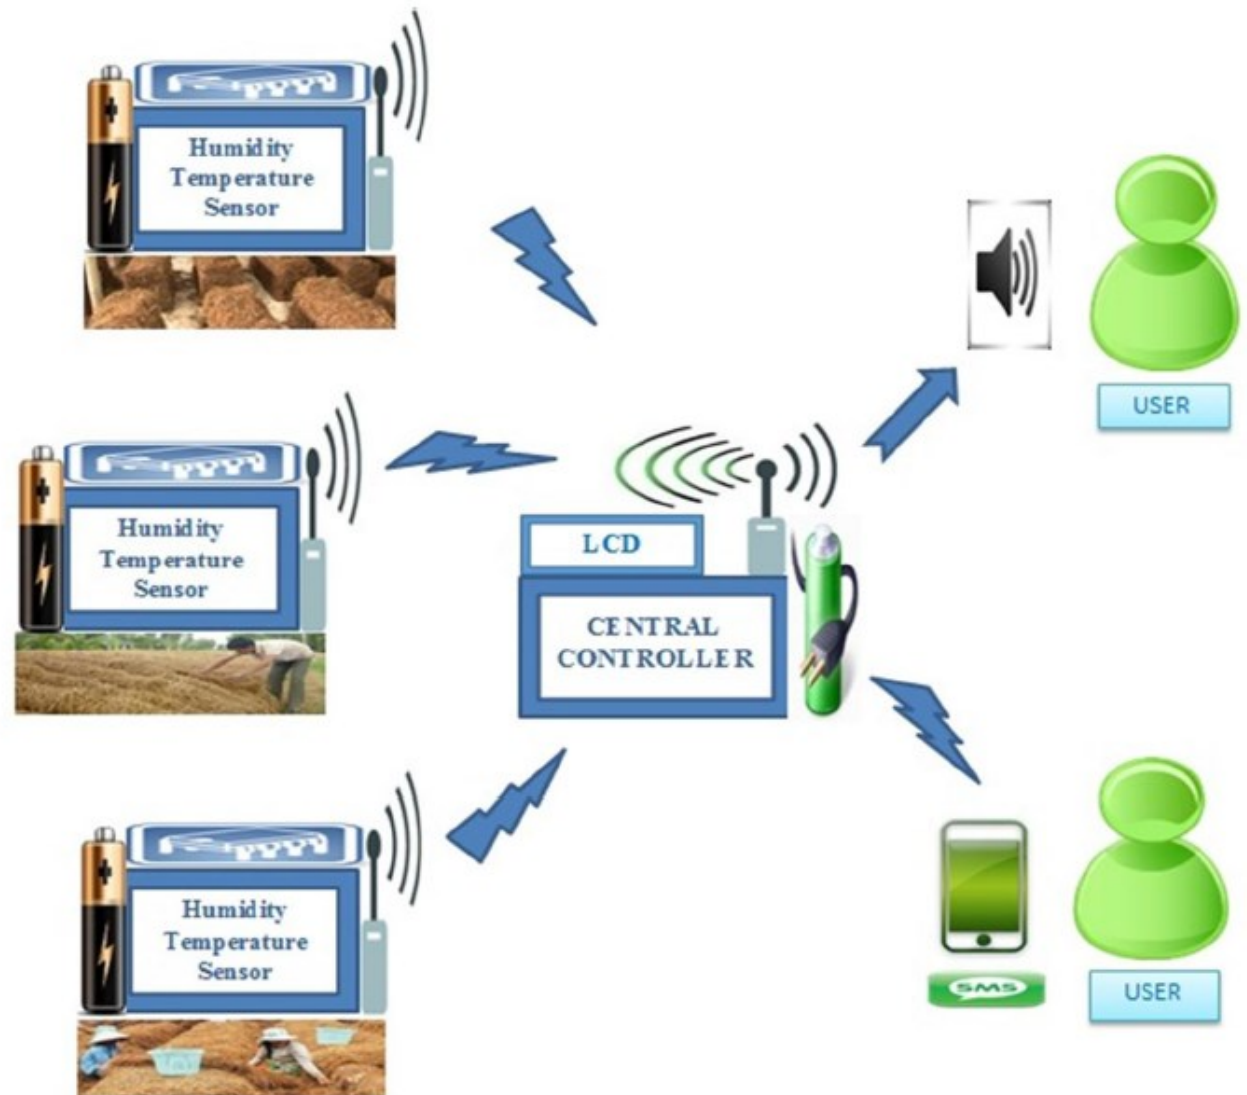 Humidity
Temperature
Sensor
USER
Humidity
Temperature
Sensor
LCD
CENTRAL
CONTROLLER
Humidity
Temperature
Sensor
SMS
USER